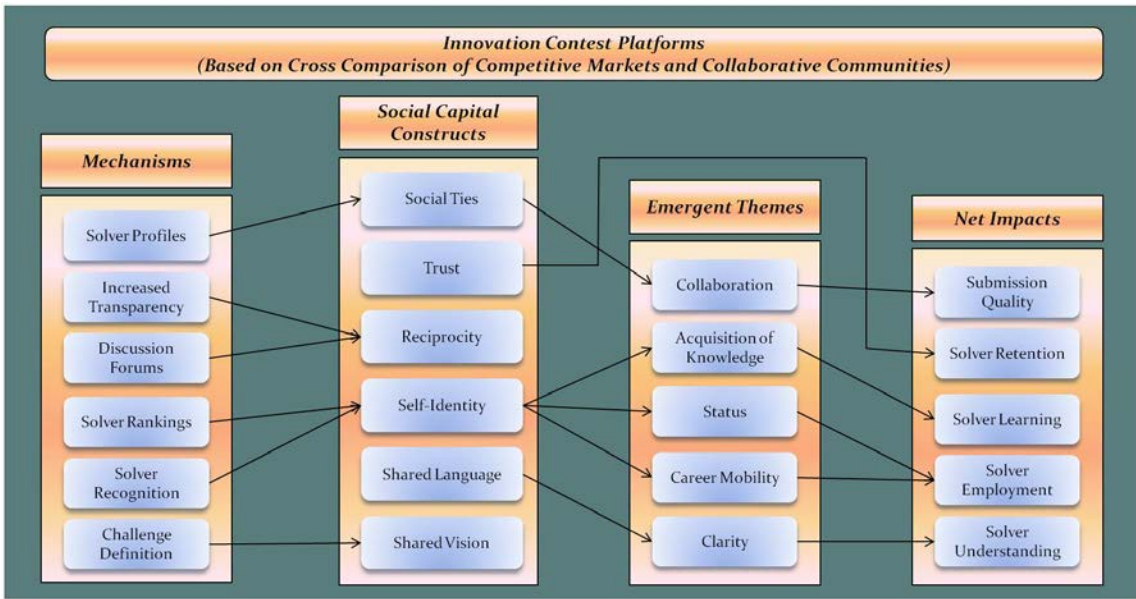 Innovation Contest Platforms
(Based on Cross Comparison of Competitive Markets and Collaborative Communities)
Mechanisms
Solver Profiles
Increased
Transparency
Discussion
Forums
Solver Rankings
Solver
Recognition
Challenge
Definition
Social Capital
Constructs
Social Ties
Trust
Reciprocity
Self-Identity
Shared Language
Shared Vision
Emergent Themes
Collaboration
Acquisition of
Knowledge
Status
Career Mobility
Clarity
Net Impacts
Submission
Quality
Solver Retention
Solver Learning
Solver
Employment
Solver
Understanding